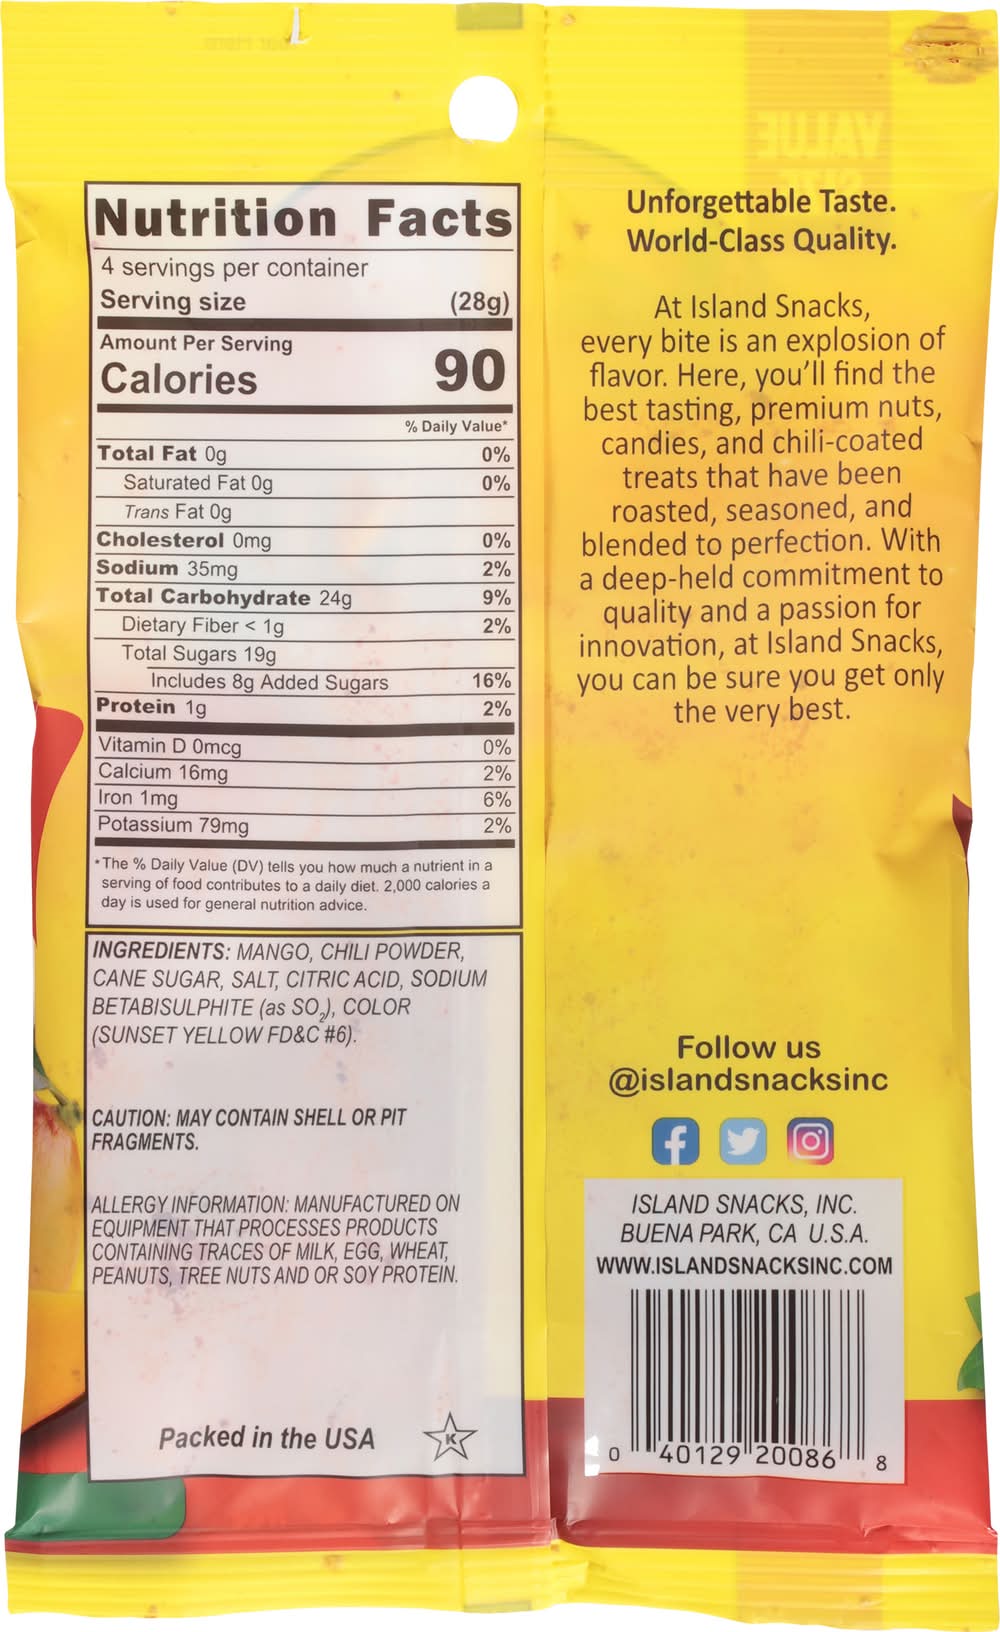 Nutrition Facts
4 servings per container
Serving size (28g)
Amount Per Serving
Calories 90
% Daily Value*
Total Fat 0g 0%
Saturated Fat 0g 0%
Trans Fat 0g
Cholesterol 0mg 0%
Sodium 35mg 2%
Total Carbohydrate 24g 9%
Dietary Fiber < 1g 2%
Total Sugars 19g
Includes 8g Added Sugars 16%
Protein 1g 2%
Vitamin D 0mcg 0%
Calcium 16mg 2%
Iron 1mg 6%
Potassium 79mg 2%
*The % Daily Value (DV) tells you how much a nutrient in a
serving of food contributes to a daily diet. 2,000 calories a
day is used for general nutrition advice.
INGREDIENTS: MANGO, CHILI POWDER,
CANE SUGAR, SALT, CITRIC ACID, SODIUM
BETABISULPHITE (as SO₂), COLOR
(SUNSET YELLOW FD&C #6).
CAUTION: MAY CONTAIN SHELL OR PIT
FRAGMENTS.
ALLERGY INFORMATION: MANUFACTURED ON
EQUIPMENT THAT PROCESSES PRODUCTS
CONTAINING TRACES OF MILK, EGG, WHEAT,
PEANUTS, TREE NUTS AND OR SOY PROTEIN.
Packed in the USA
K
VALUE
Unforgettable Taste.
World-Class Quality.
At Island Snacks,
every bite is an explosion of
flavor. Here, you'll find the
best tasting, premium nuts,
candies, and chili-coated
treats that have been
roasted, seasoned, and
blended to perfection. With
a deep-held commitment to
quality and a passion for
innovation, at Island Snacks,
you can be sure you get only
the very best.
Follow us
@islandsnacksinc
ISLAND SNACKS, INC.
BUENA PARK, CA U.S.A.
WWW.ISLANDSNACKSINC.COM
0 40129 20086 8